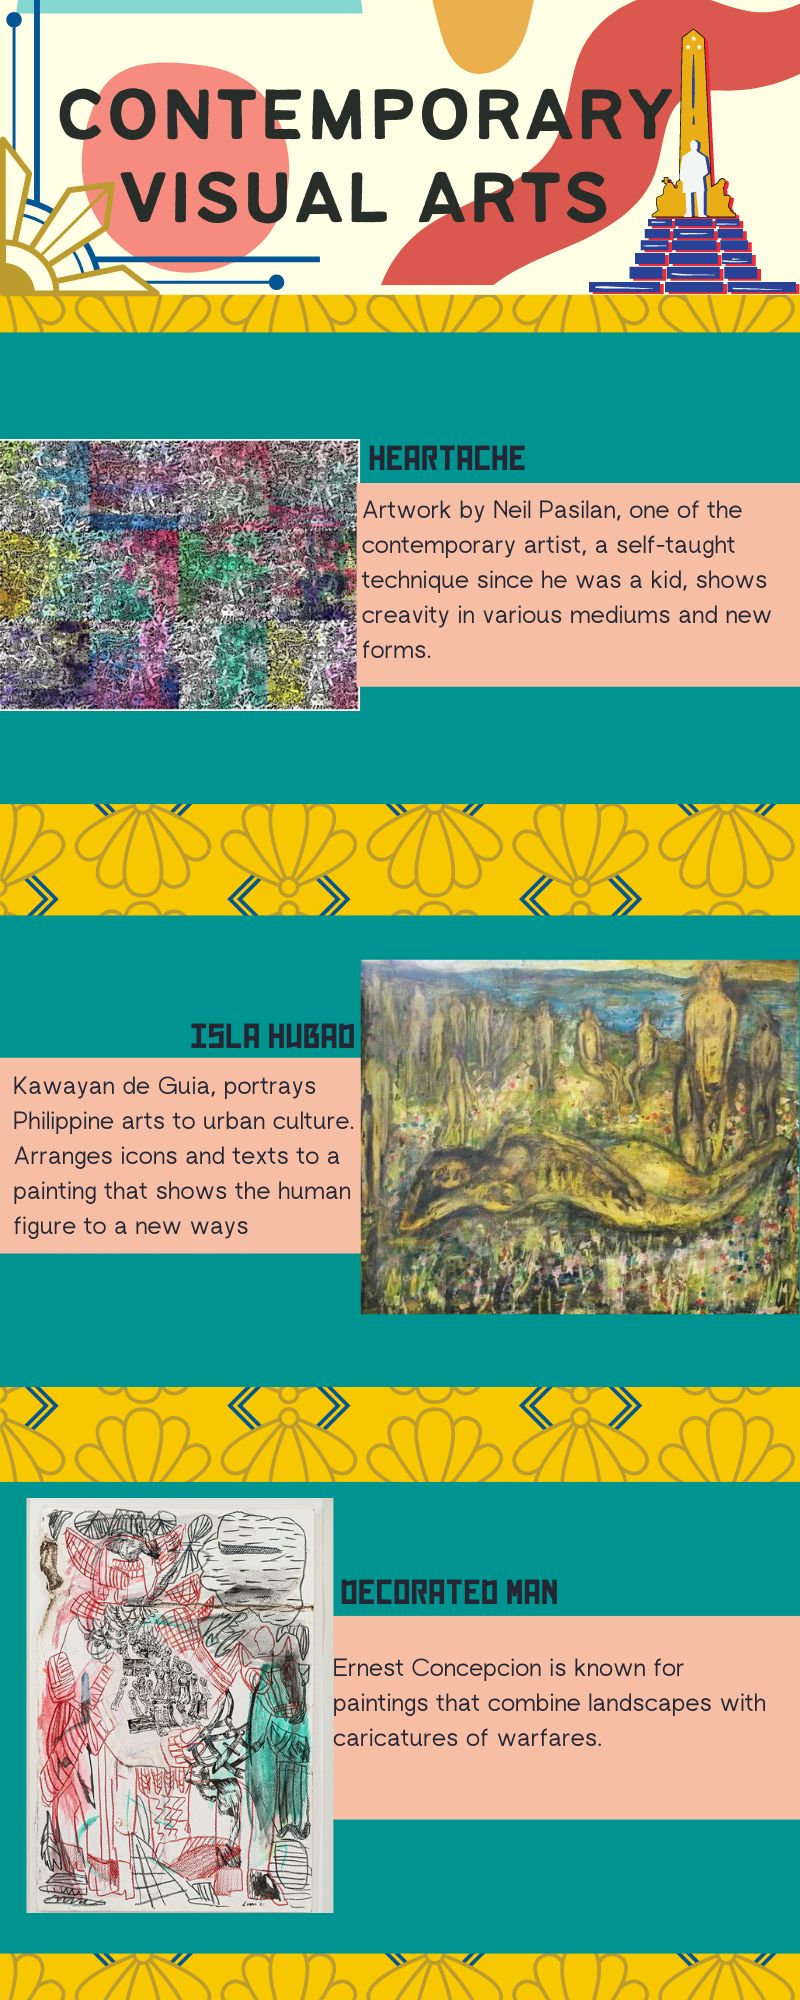 CONTEMPORARY
VISUAL ARTS
HEARTACHE
Artwork by Neil Pasilan, one of the
contemporary artist, a self-taught
technique since he was a kid, shows
creavity in various mediums and new
forms.
ISLA HUBAD
Kawayan de Guia, portrays
Philippine arts to urban culture.
Arranges icons and texts to a
painting that shows the human
figure to a new ways
DECORATED MAN
Ernest Concepcion is known for
paintings that combine landscapes with
caricatures of warfares.